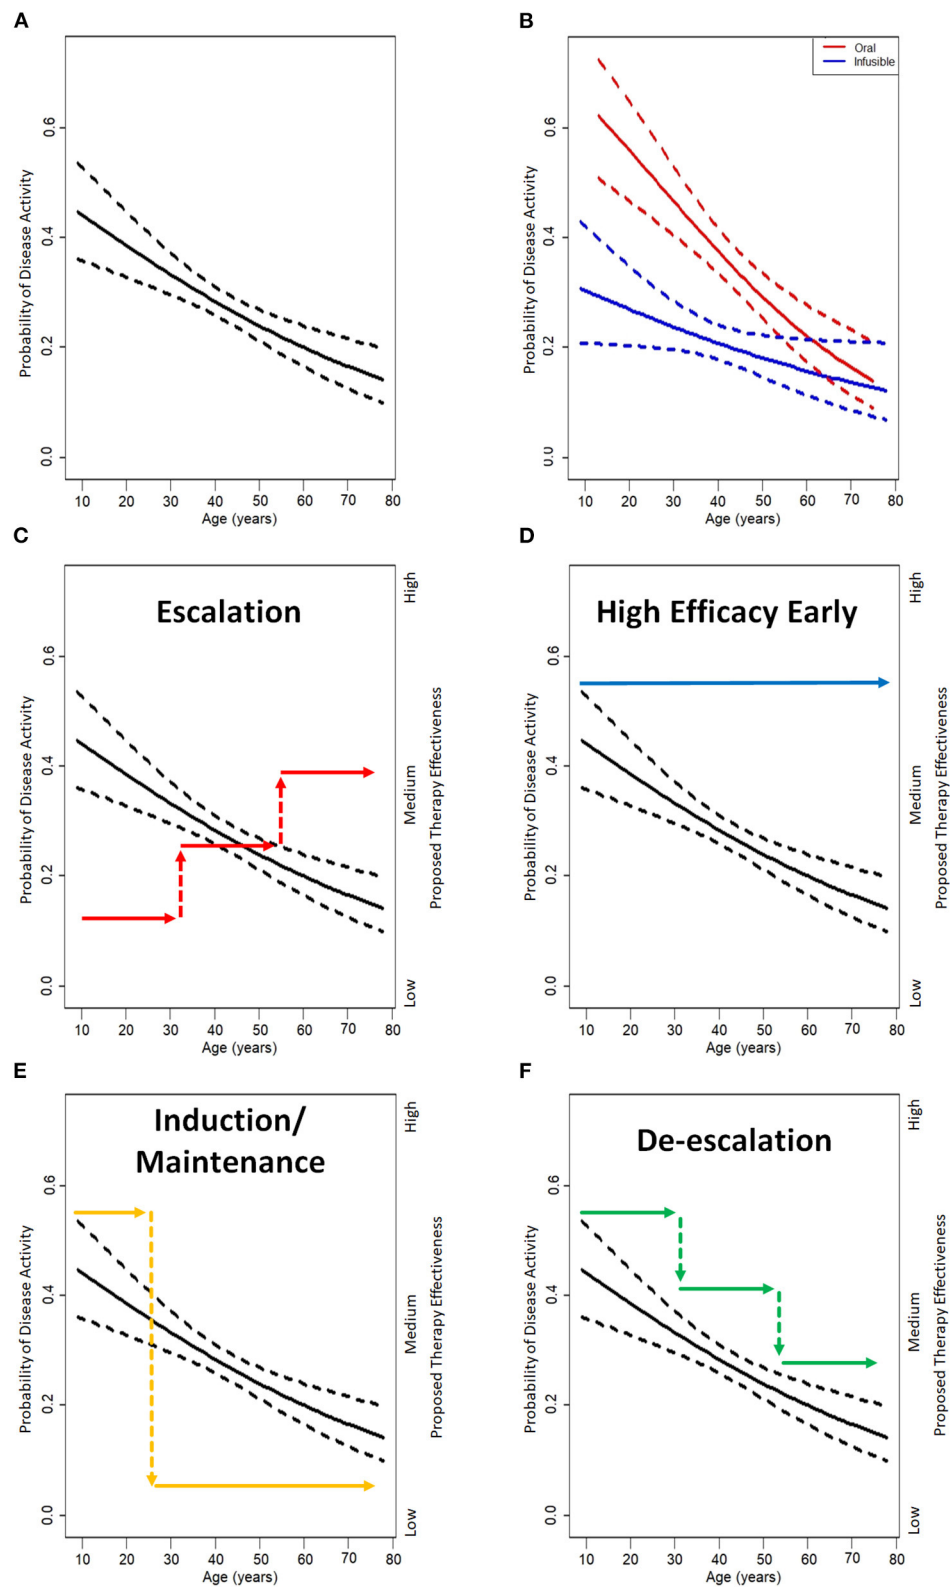 A
Probability of Disease Activity
0.6
0.4
0.2
0.0
10 20 30 40 50 60 70 80
Age (years)
B
Oral
Infusible
Probability of Disease Activity
0.6
0.4
0.2
0.0
10 20 30 40 50 60 70 80
Age (years)
C
Escalation
Probability of Disease Activity
0.6
0.4
0.2
0.0
High
Medium
Low
Proposed Therapy Effectiveness
10 20 30 40 50 60 70 80
Age (years)
D
High Efficacy Early
Probability of Disease Activity
0.6
0.4
0.2
0.0
High
Medium
Low
Proposed Therapy Effectiveness
10 20 30 40 50 60 70 80
Age (years)
E
Induction/
Maintenance
Probability of Disease Activity
0.6
0.4
0.2
0.0
High
Medium
Low
Proposed Therapy Effectiveness
10 20 30 40 50 60 70 80
Age (years)
F
De-escalation
Probability of Disease Activity
0.6
0.4
0.2
0.0
High
Medium
Low
Proposed Therapy Effectiveness
10 20 30 40 50 60 70 80
Age (years)